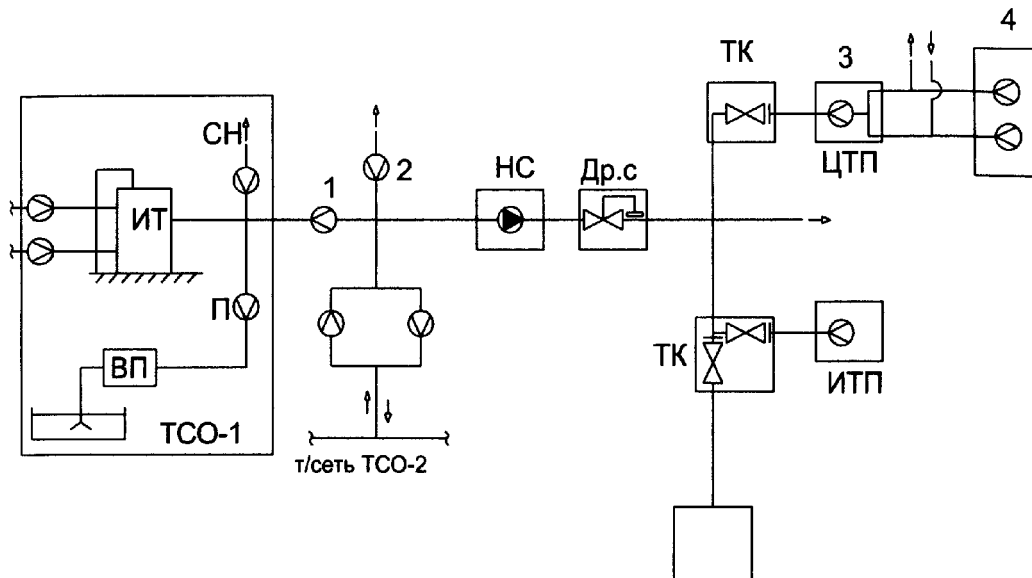 4
ТК
3
СН
2
НС
Др.с
1
ЦТП
ИТ
П
ТК
ВП
ИТП
ТСО-1
т/сеть ТСО-2